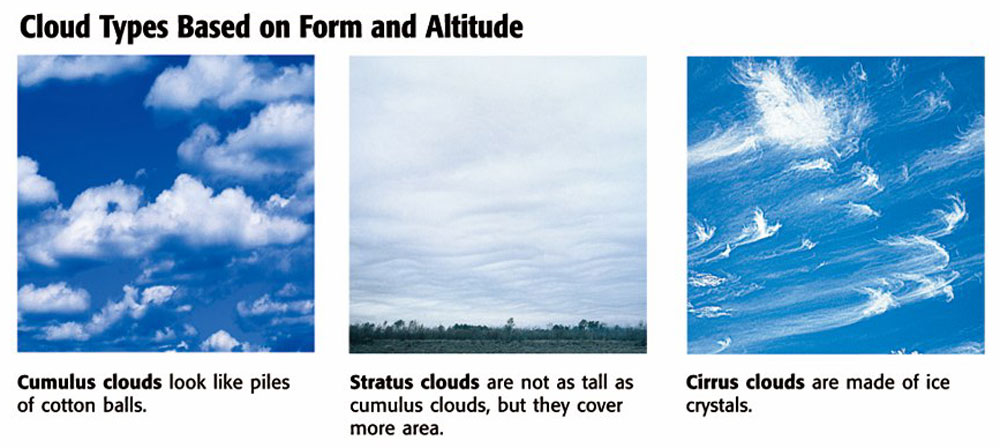 Cloud Types Based on Form and Altitude
Cumulus clouds look like piles
of cotton balls.
Stratus clouds are not as tall as
cumulus clouds, but they cover
more area.
Cirrus clouds are made of ice
crystals.